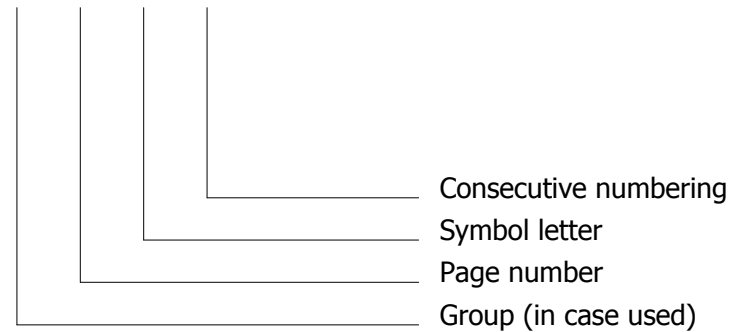 Consecutive numbering
Symbol letter
Page number
Group (in case used)